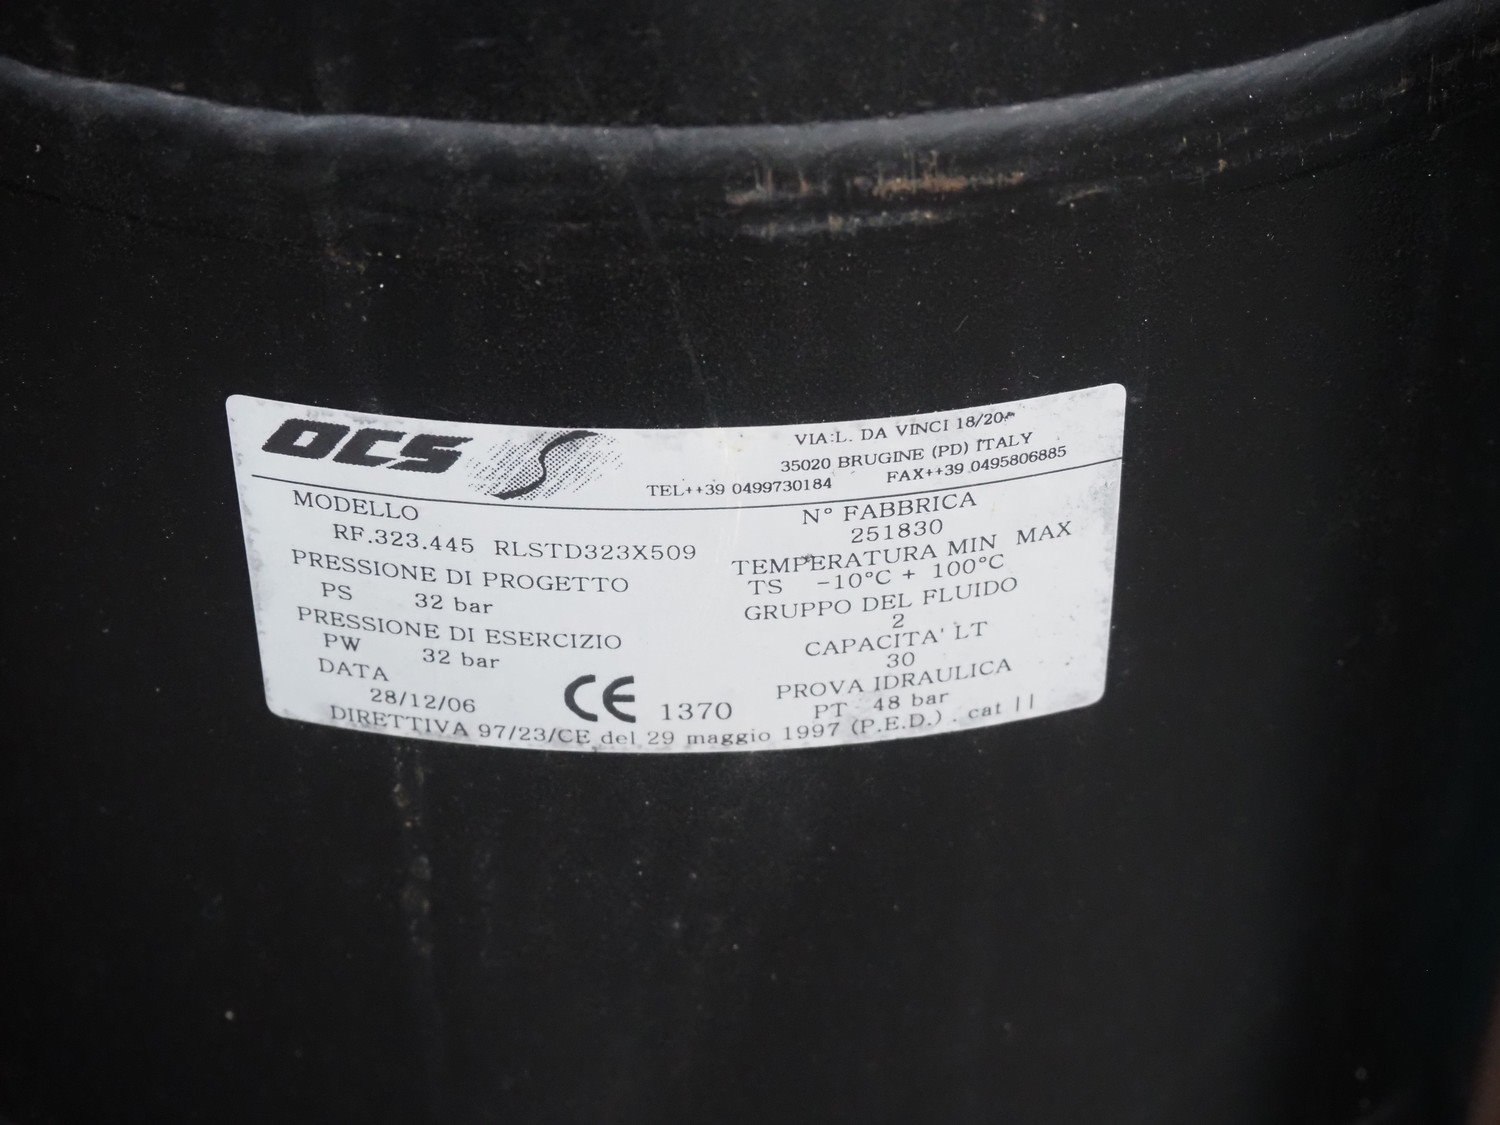 OCS
VIA:L. DA VINCI 18/20
35020 BRUGINE (PD) ITALY
TEL++39 0499730184 FAX++39 0495806885
MODELLO
RF.323.445 RLSTD323X509
PRESSIONE DI PROGETTO
PS 32 bar
PRESSIONE DI ESERCIZIO
PW 32 bar
DATA
28/12/06
CE 1370
N° FABBRICA
251830
TEMPERATURA MIN MAX
TS -10°C + 100°C
GRUPPO DEL FLUIDO
2
CAPACITA' LT
30
PROVA IDRAULICA
PT 48 bar
DIRETTIVA 97/23/CE del 29 maggio 1997 (P.E.D.) . cat II